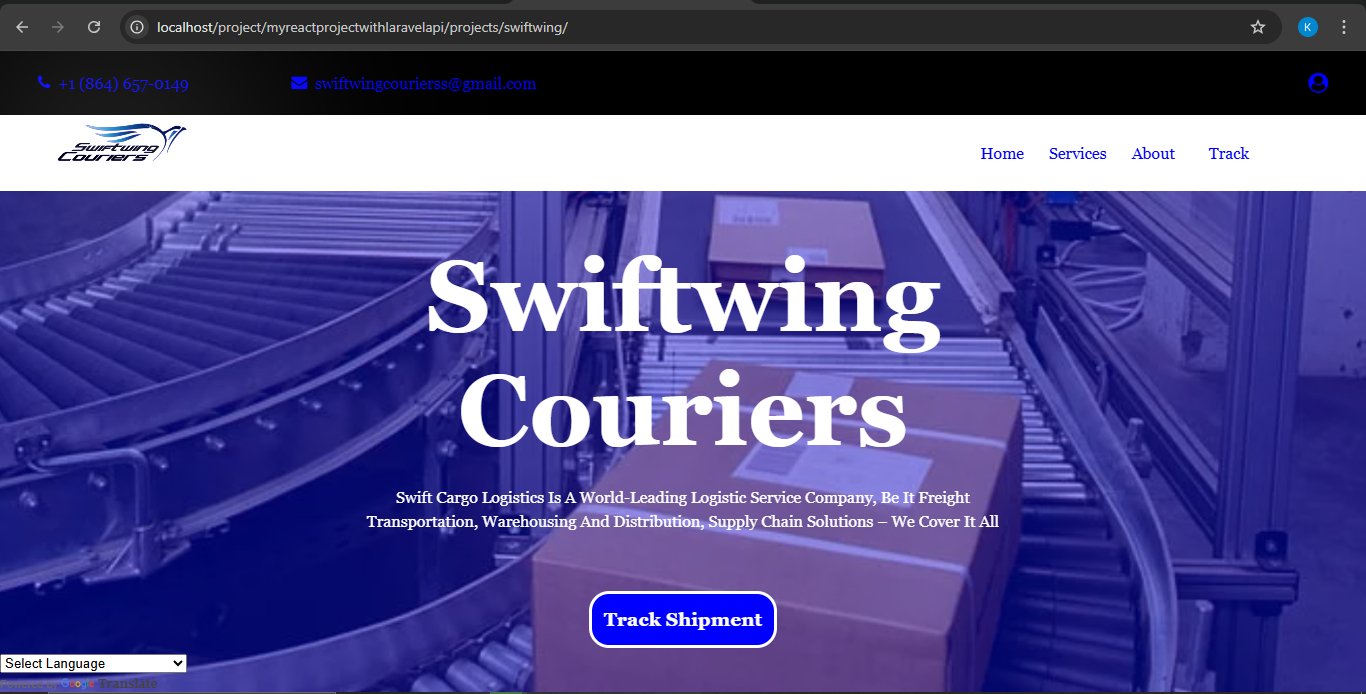 localhost/project/myreactprojectwithlaravelapi/projects/swiftwing/
K
+1 (864) 657-0149
swiftwingcourierss@gmail.com
Swiftwing
Couriers
Home
Services
About
Track
Swiftwing
Couriers
Swift Cargo Logistics Is A World-Leading Logistic Service Company, Be It Freight
Transportation, Warehousing And Distribution, Supply Chain Solutions – We Cover It All
Track Shipment
Select Language
Powered by Google Translate